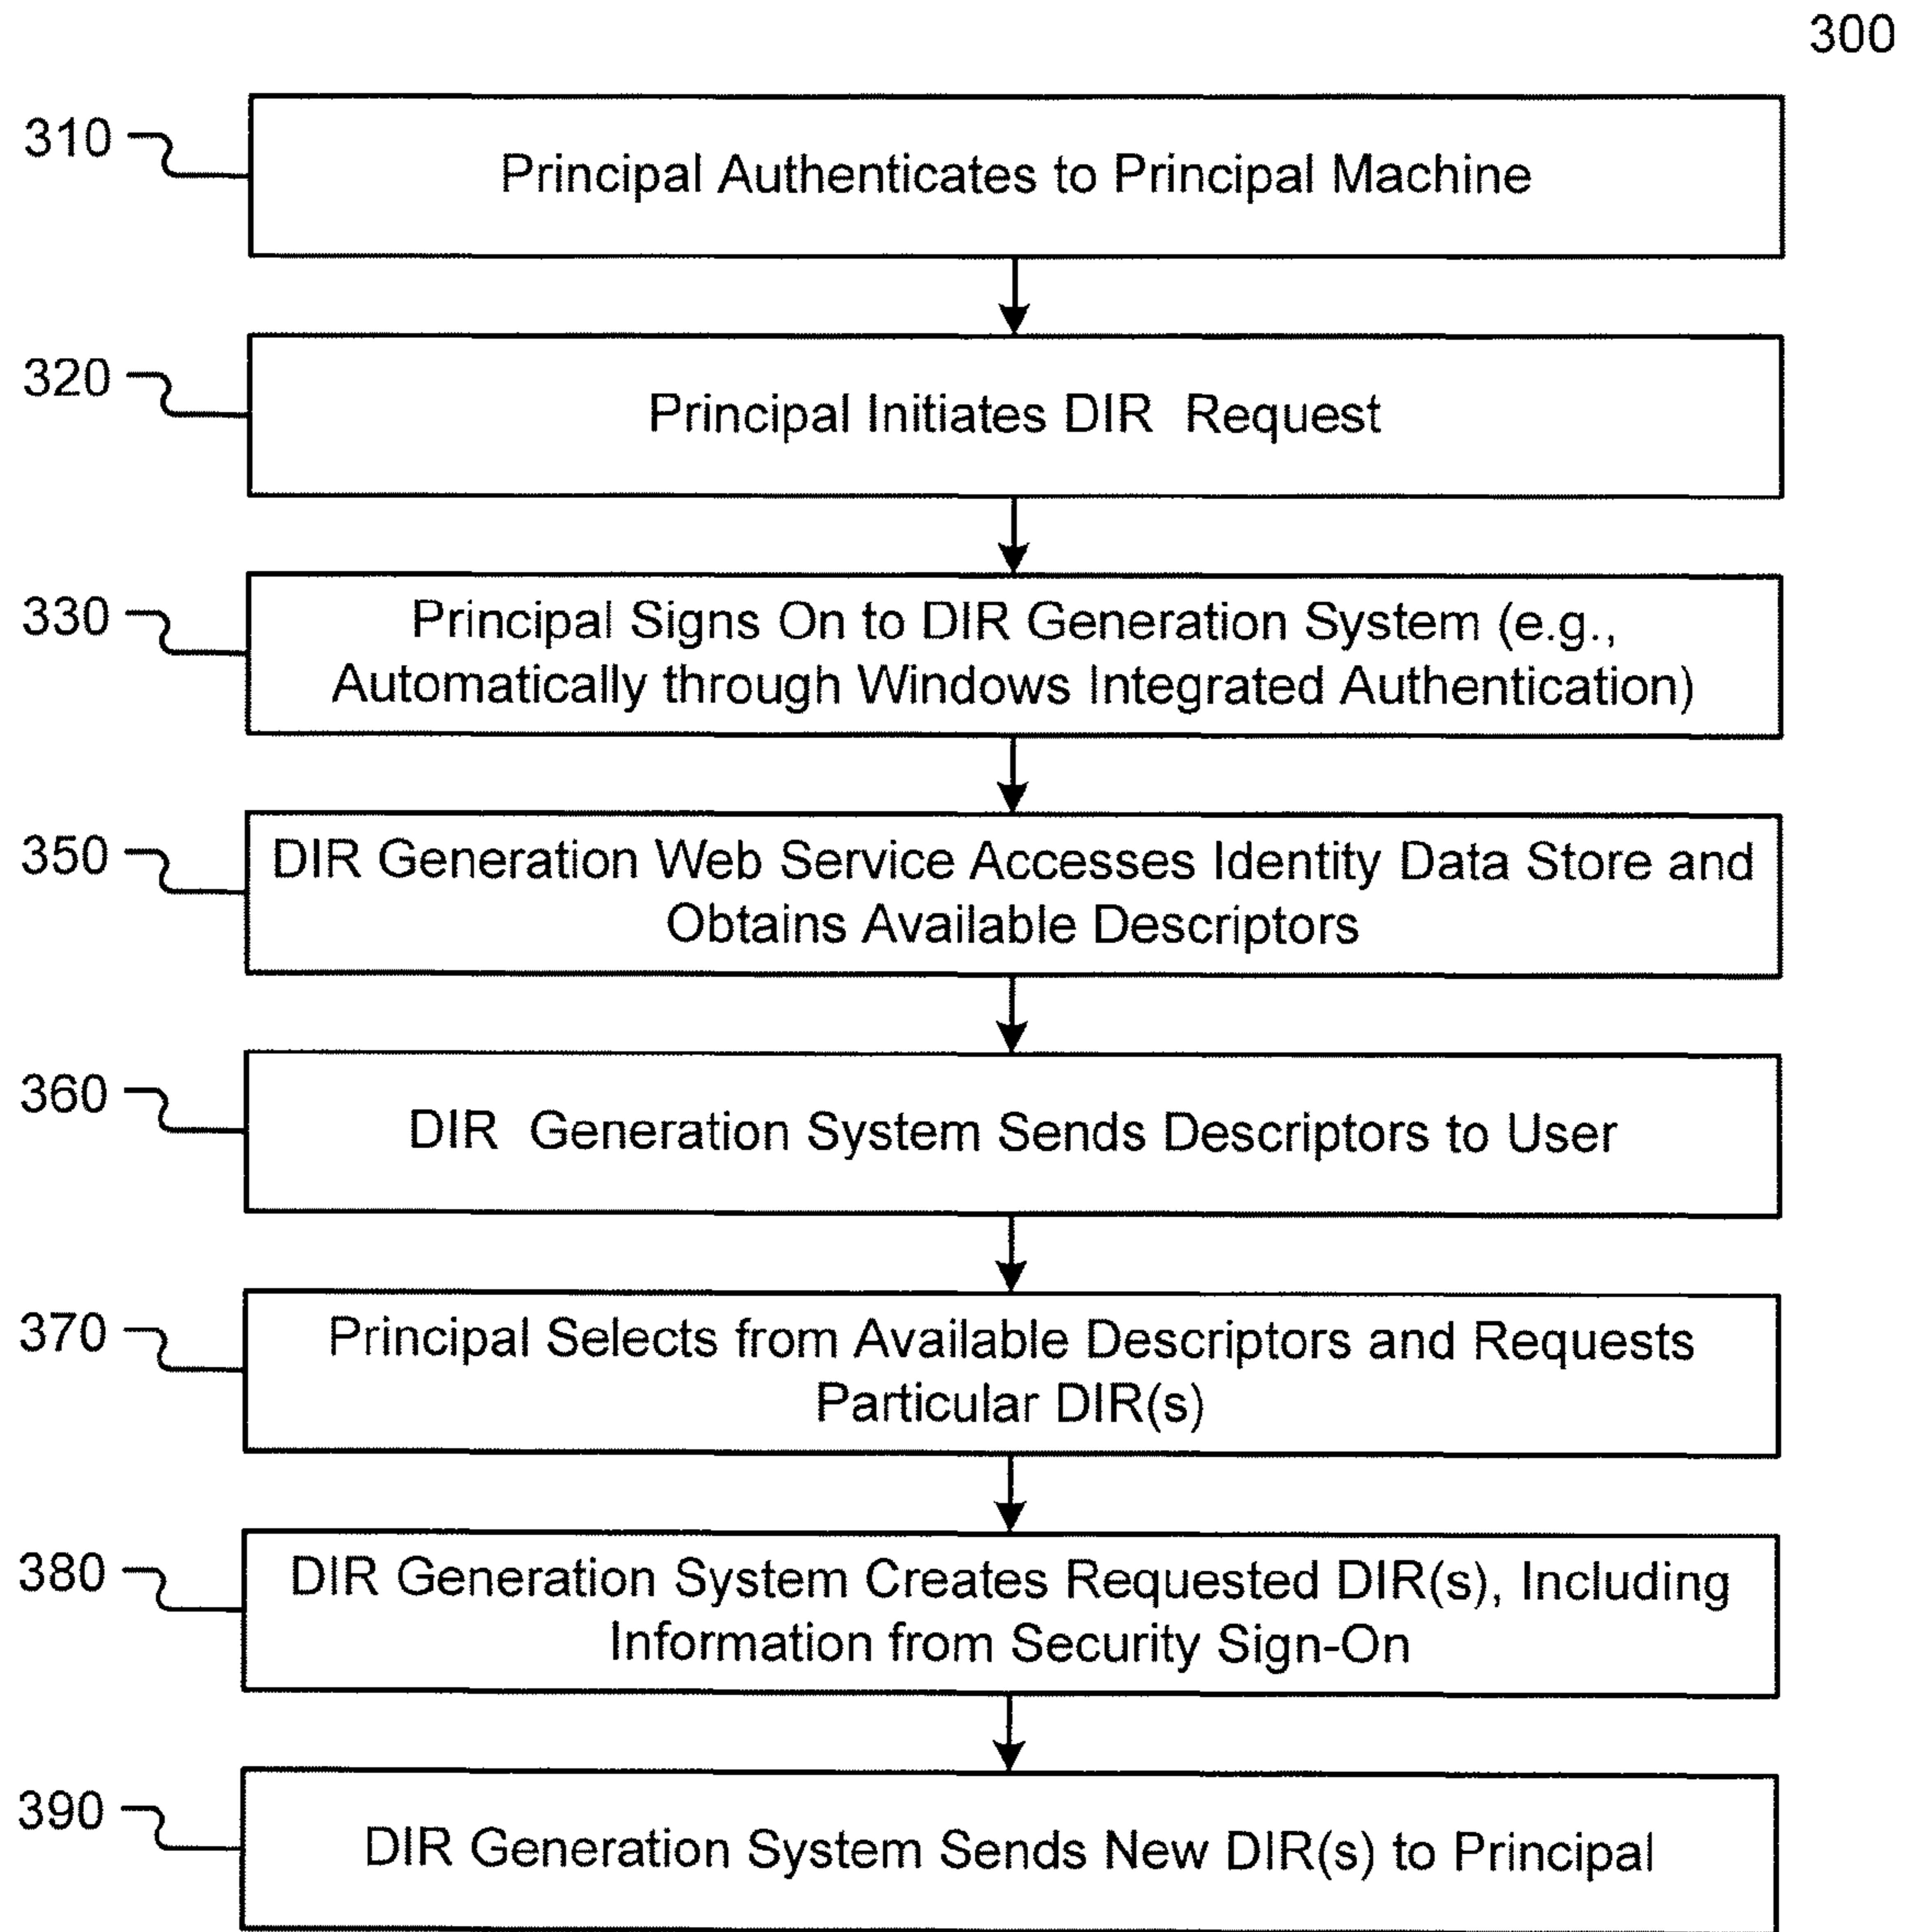 300
310
Principal Authenticates to Principal Machine
320
Principal Initiates DIR Request
330
Principal Signs On to DIR Generation System (e.g.,
Automatically through Windows Integrated Authentication)
350
DIR Generation Web Service Accesses Identity Data Store and
Obtains Available Descriptors
360
DIR Generation System Sends Descriptors to User
370
Principal Selects from Available Descriptors and Requests
Particular DIR(s)
380
DIR Generation System Creates Requested DIR(s), Including
Information from Security Sign-On
390
DIR Generation System Sends New DIR(s) to Principal